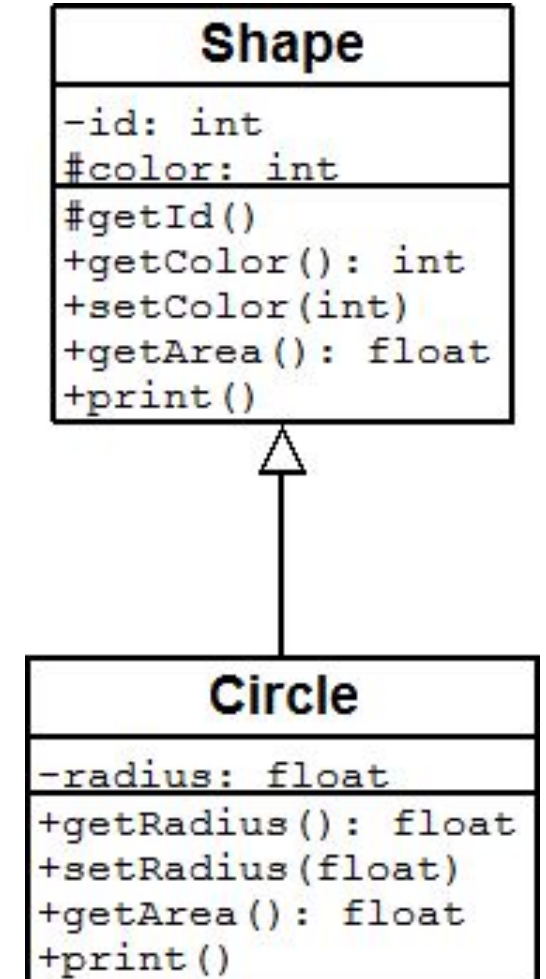 Shape
-id: int
#color: int
#getId()
+getColor(): int
+setColor(int)
+getArea(): float
+print()
Circle
-radius: float
+getRadius(): float
+setRadius(float)
+getArea(): float
+print()